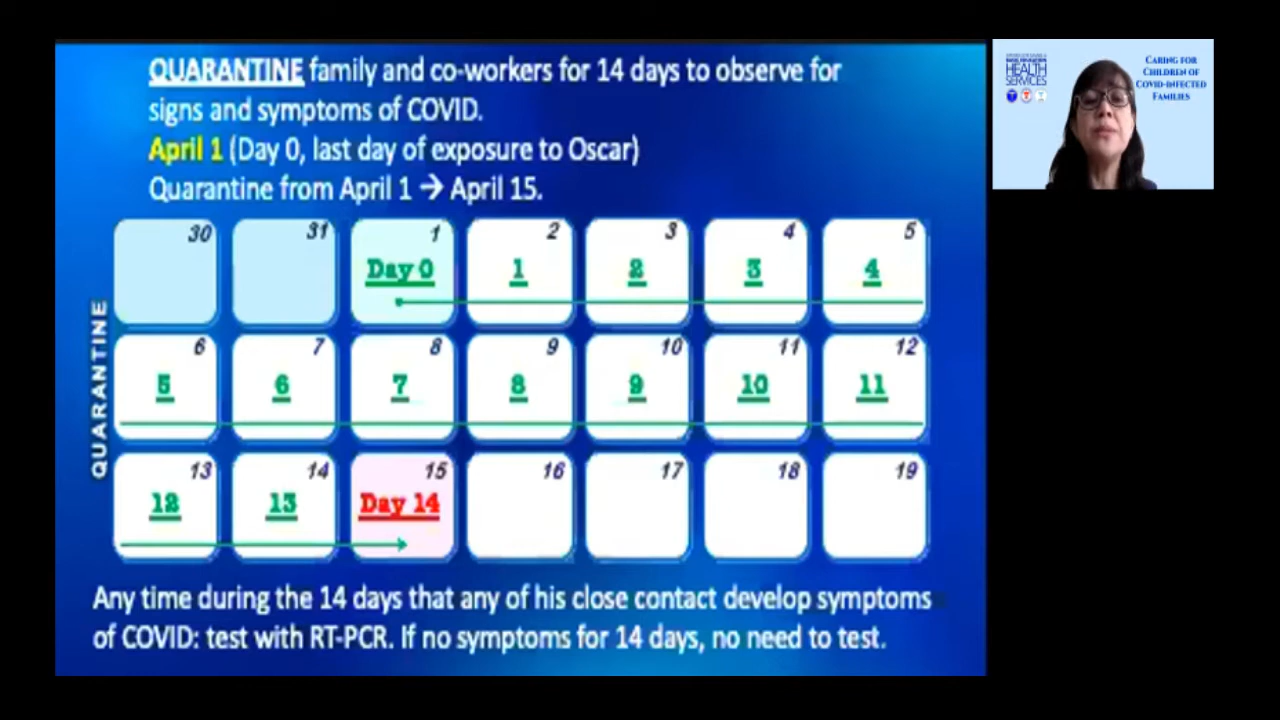 QUARANTINE family and co-workers for 14 days to observe for
signs and symptoms of COVID.
April 1 (Day 0, last day of exposure to Oscar)
Quarantine from April 1 → April 15.
QUARANTINE
30 31 1 2 3 4 5
Day 0 1 2 3 4
6 7 8 9 10 11 12
5 6 7 8 9 10 11
13 14 15 16 17 18 19
12 13 Day 14
Any time during the 14 days that any of his close contact develop symptoms
of COVID: test with RT-PCR. If no symptoms for 14 days, no need to test.
HEALTH
SERVICES
Caring for
Children of
Covid-infected
Families